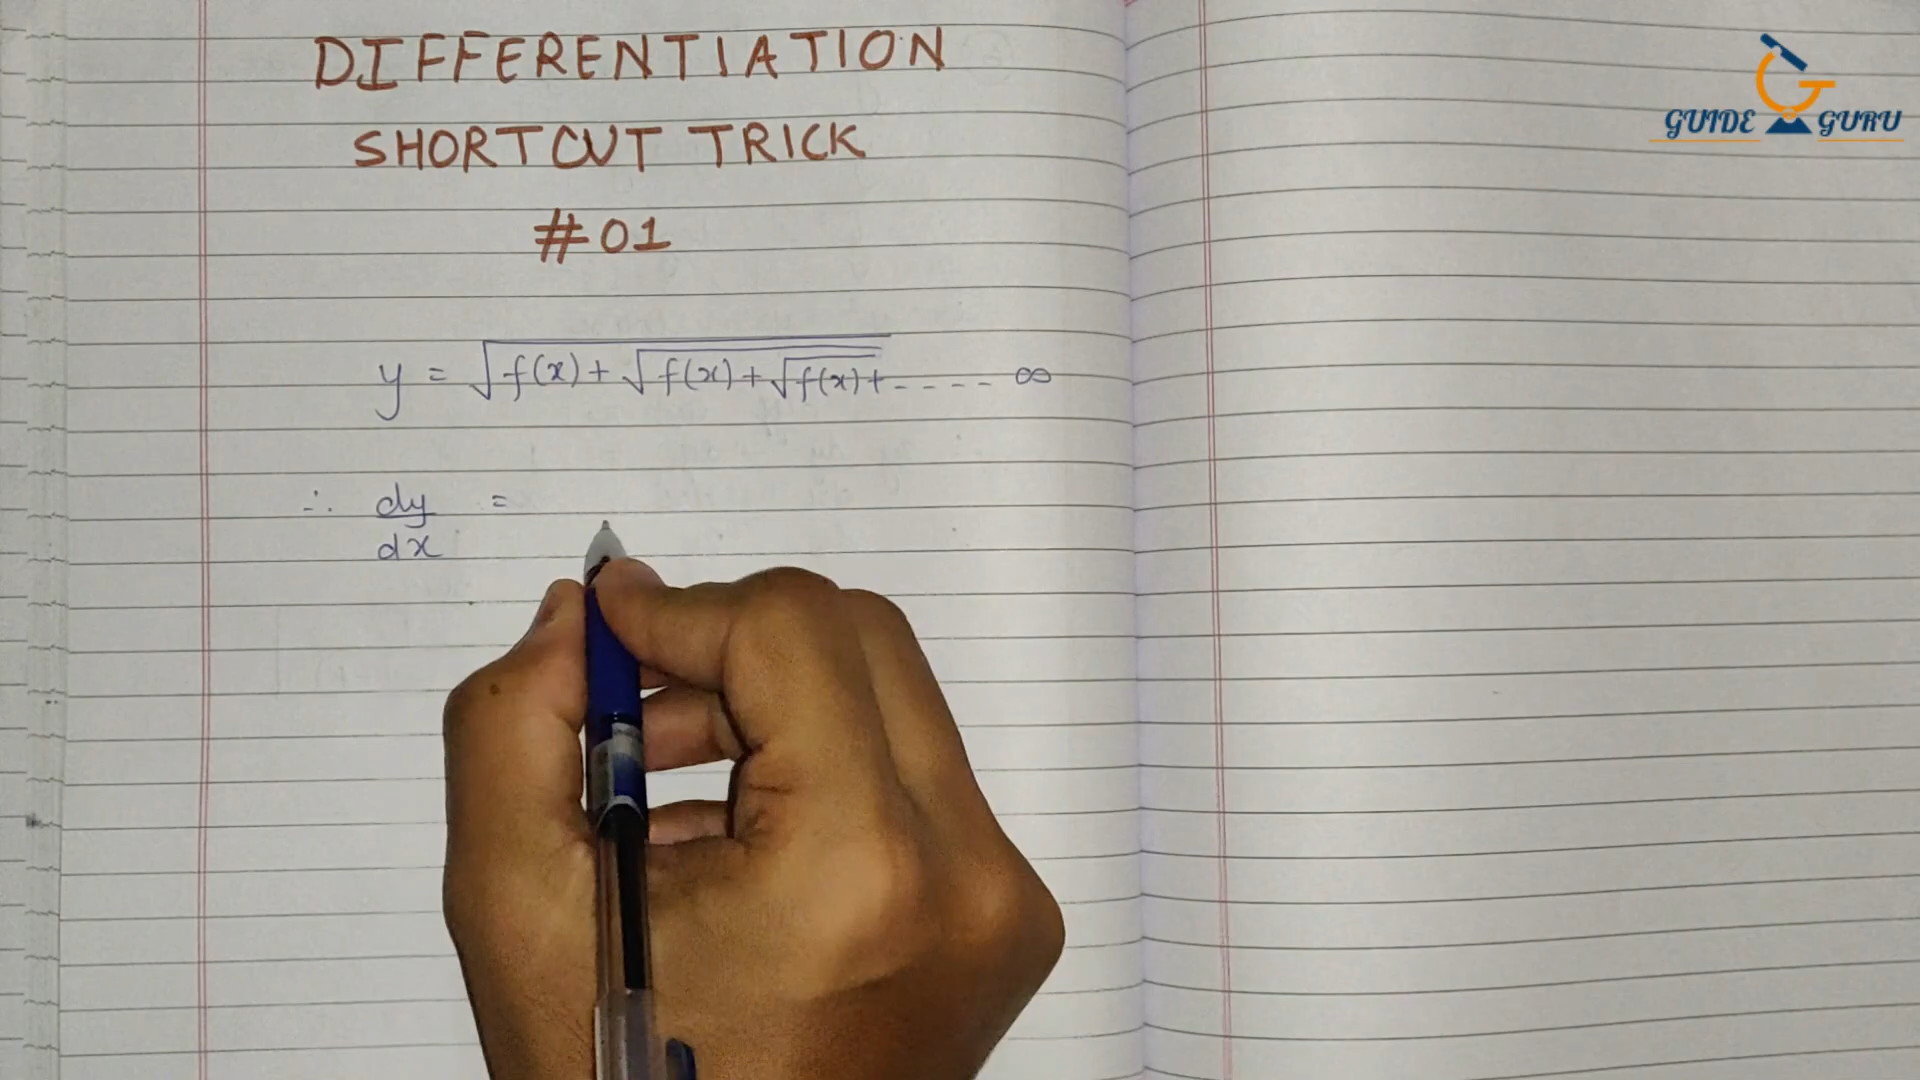 DIFFERENTIATION
SHORTCUT TRICK
#01
y = √f(x) + √f(x) + √f(x) + - - - - - ∞
∴ dy/dx =
GUIDE GURU